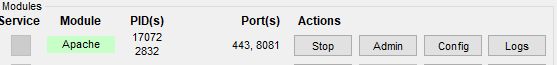 Modules
Service Module PID(s) Port(s) Actions
Apache 17072 2832 443, 8081 Stop Admin Config Logs